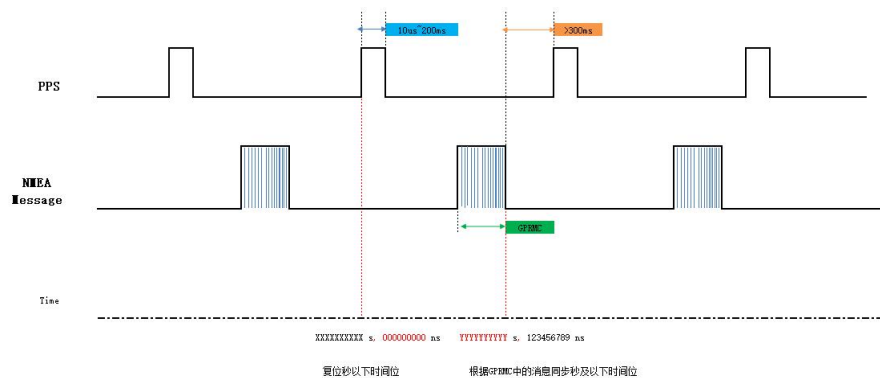 10us~200ms
>300ms
PPS
NMEA
Message
GPRMC
Time
XXXXXXXXXX s, 000000000 ns
YYYYYYYYYY s, 123456789 ns
复位秒以下时间位
根据GPRMC中的消息同步秒及以下时间位